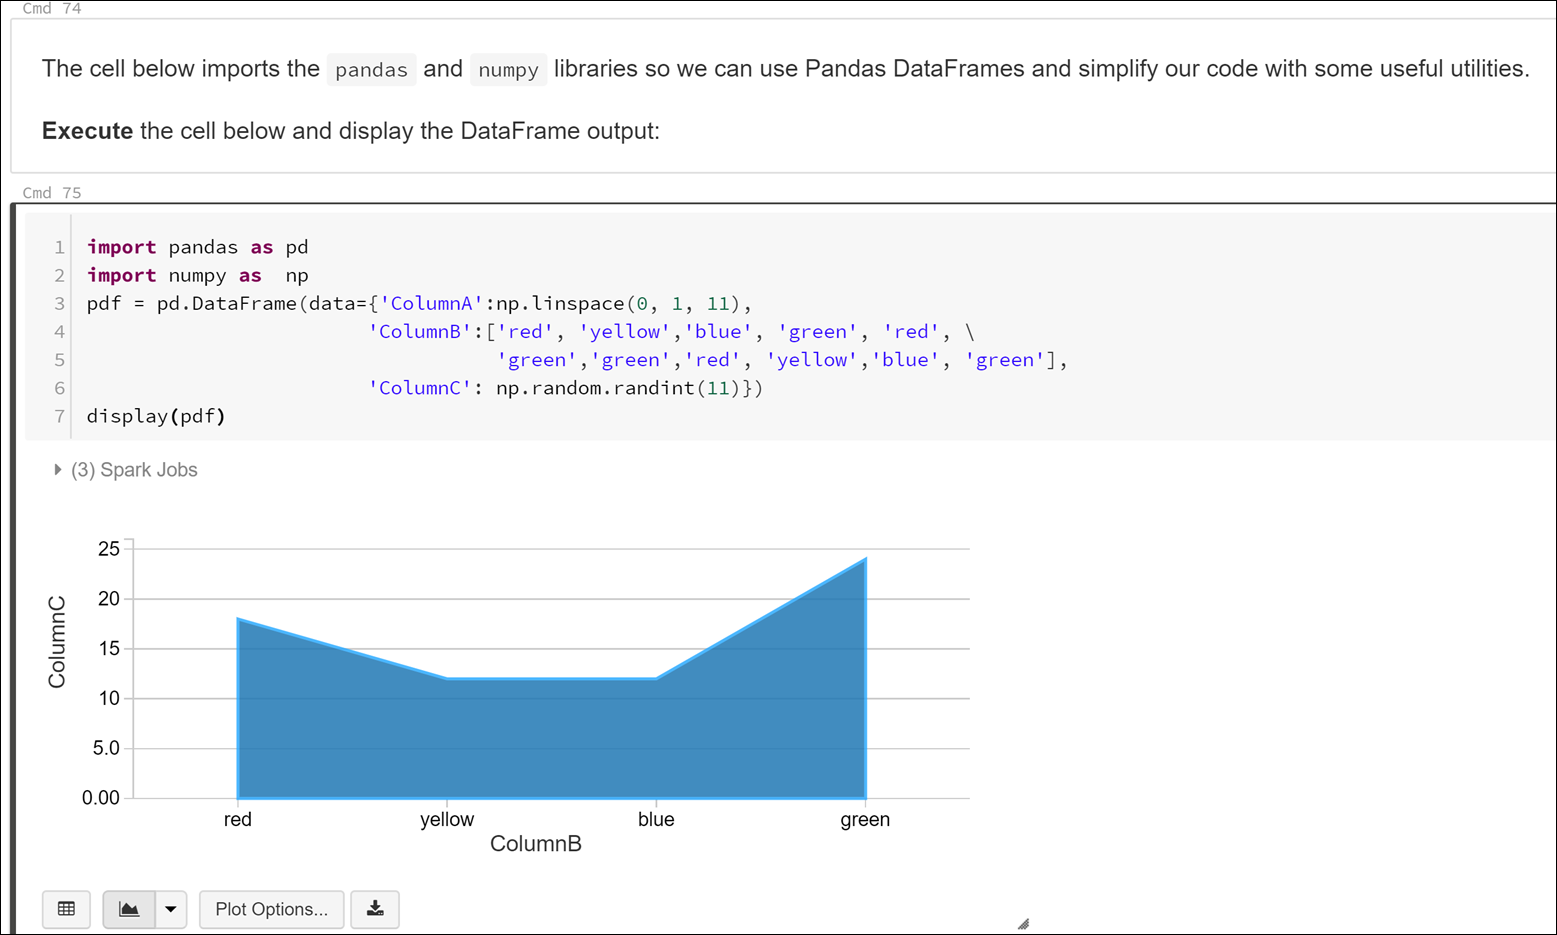 Cmd 74
The cell below imports the pandas and numpy libraries so we can use Pandas DataFrames and simplify our code with some useful utilities.
Execute the cell below and display the DataFrame output:
Cmd 75
1 import pandas as pd
2 import numpy as  np
3 pdf = pd.DataFrame(data={'ColumnA':np.linspace(0, 1, 11),
4                         'ColumnB':['red', 'yellow','blue', 'green', 'red', \
5                                    'green','green','red', 'yellow','blue', 'green'],
6                         'ColumnC': np.random.randint(11)})
7 display(pdf)
(3) Spark Jobs
25
20
15
10
5.0
0.00
ColumnC
red yellow blue green
ColumnB
Plot Options...